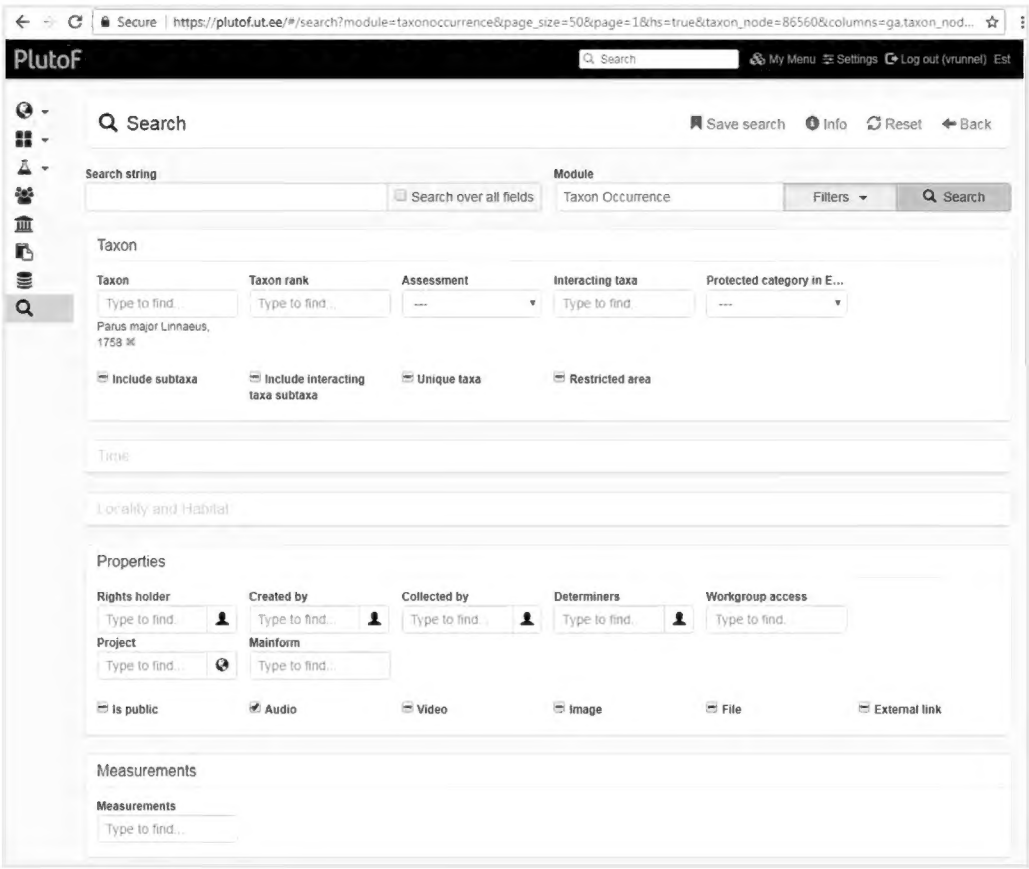 Secure | https://plutof.ut.ee/#/search?module=taxonoccurrence&page_size=50&page=1&hs=true&taxon_node=86560&columns=ga.taxon_nod...
PlutoF Search My Menu Settings Log out (vrunnel) Est
Search Save search Info Reset Back
Search string Module
Search over all fields Taxon Occurrence Filters Search
Taxon
Taxon Taxon rank Assessment Interacting taxa Protected category in E...
Type to find... Type to find... --- Type to find... ---
Parus major Linnaeus,
1758
Include subtaxa Include interacting Unique taxa Restricted area
taxa subtaxa
Time
Locality and Habitat
Properties
Rights holder Created by Collected by Determiners Workgroup access
Type to find... Type to find... Type to find... Type to find... Type to find...
Project Mainform
Type to find... Type to find...
Is public Audio Video Image File External link
Measurements
Measurements
Type to find...